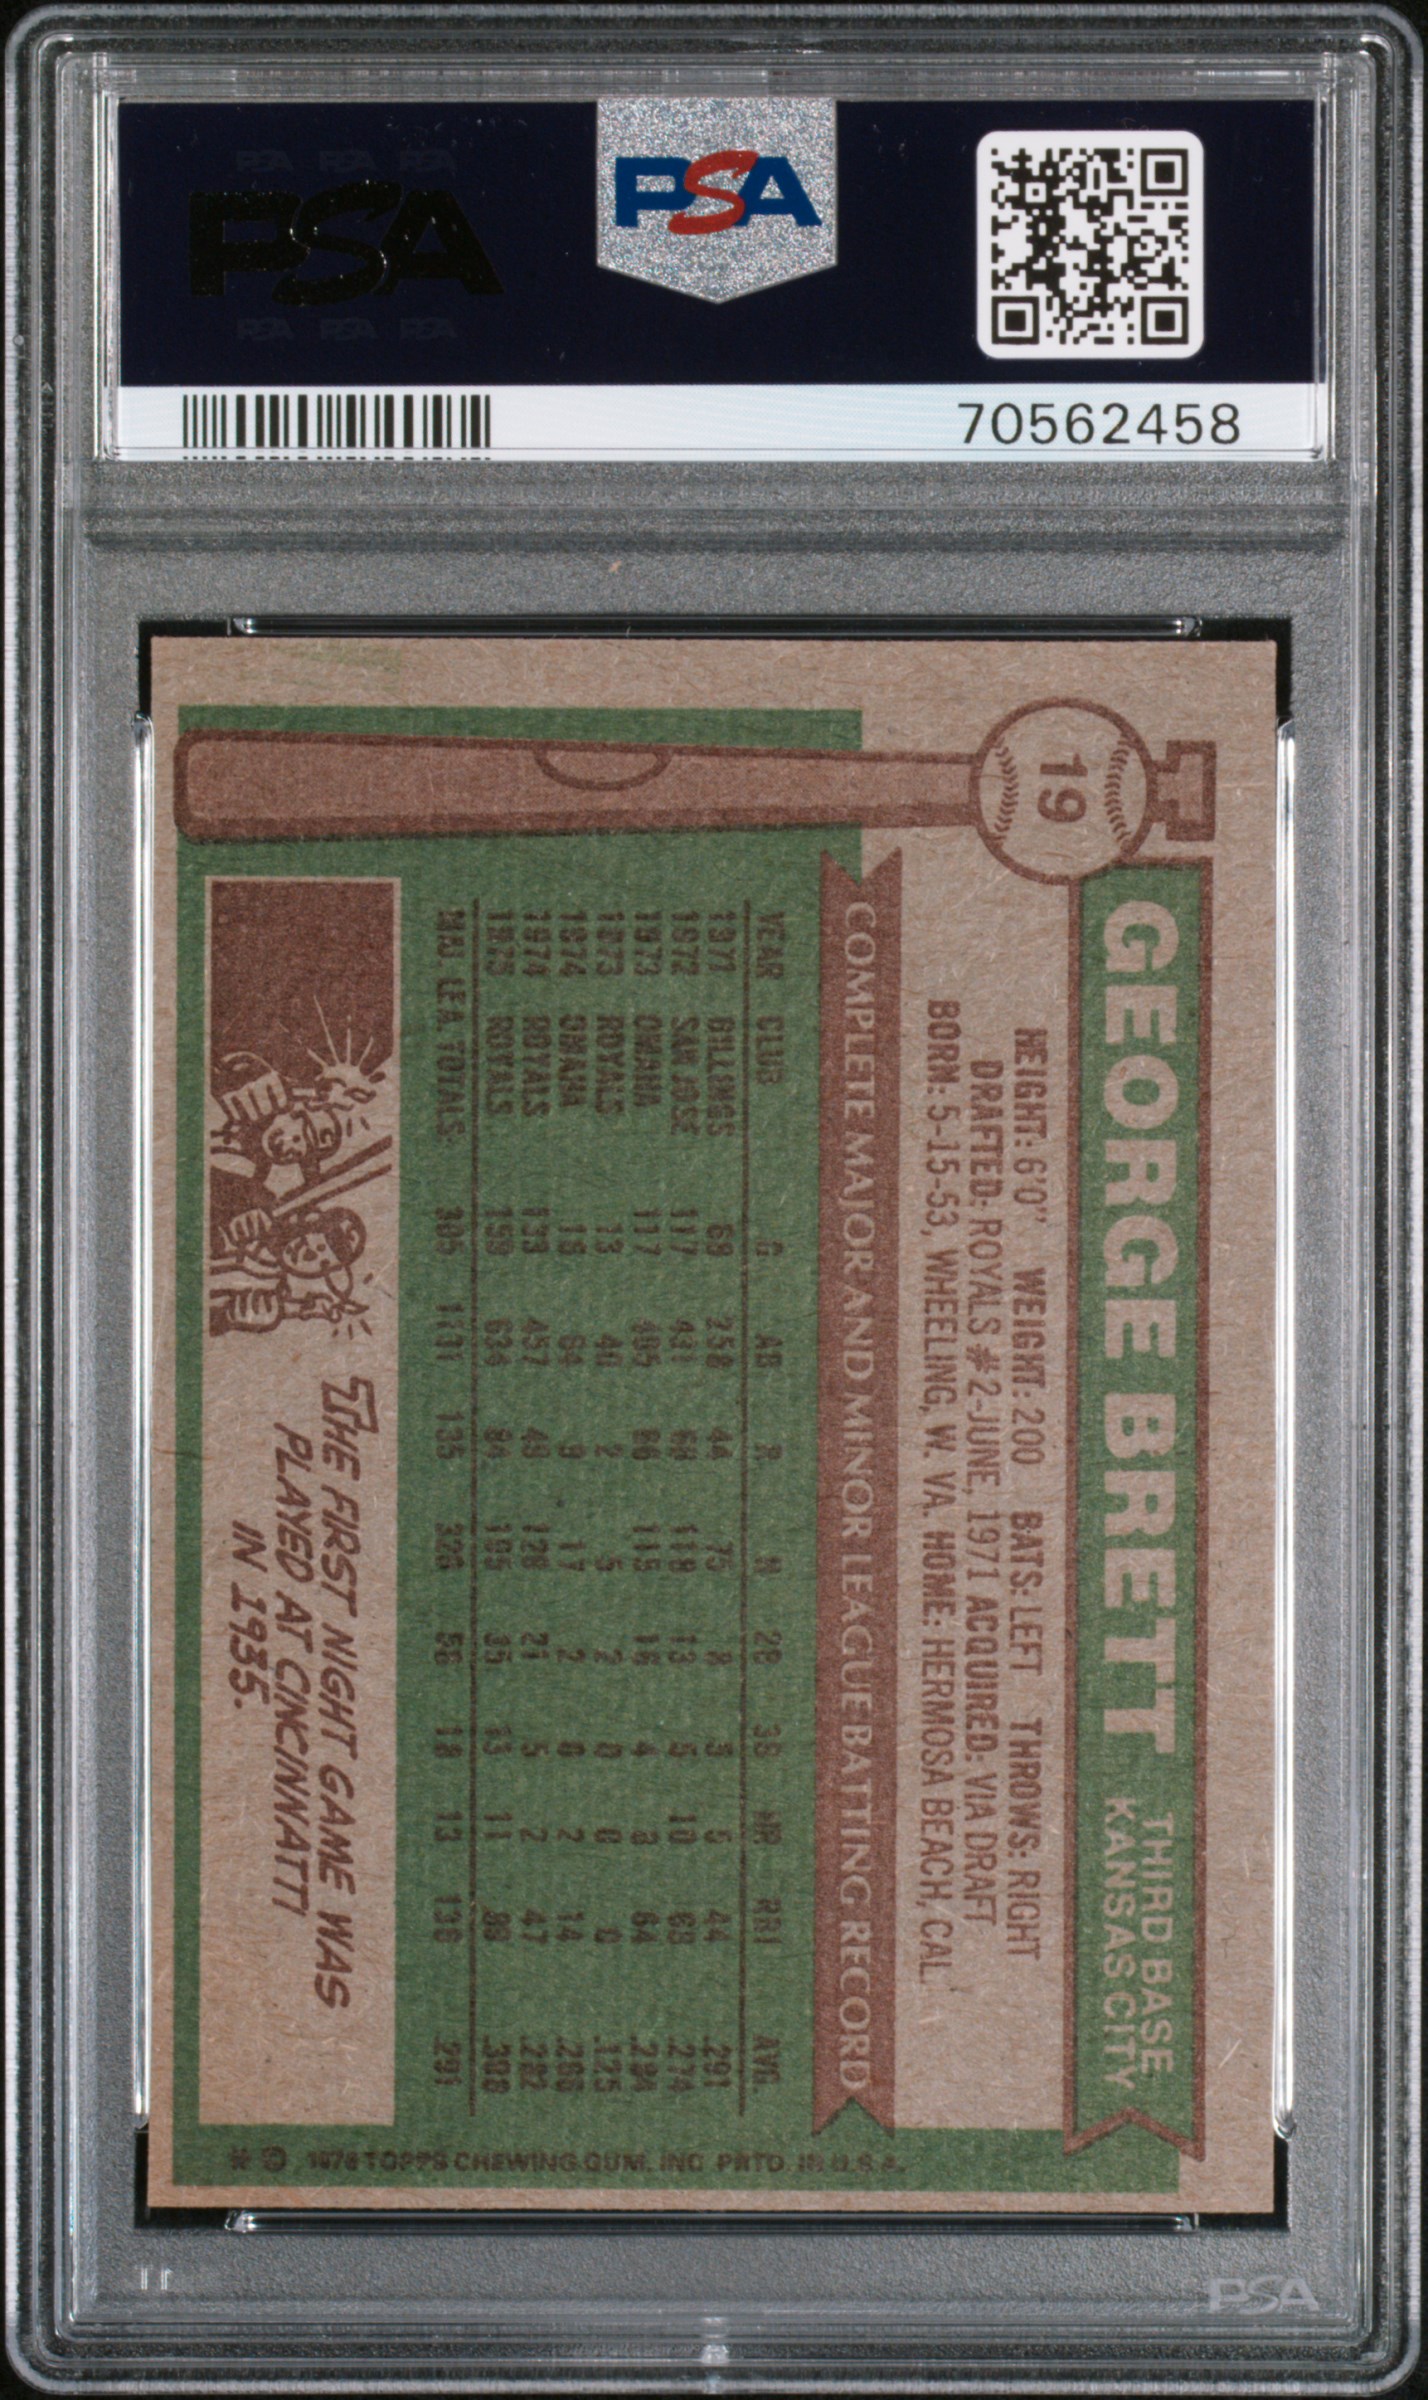 PSA
PSA
70562458
19
GEORGE BRETT
THIRD BASE
KANSAS CITY
HEIGHT: 6'0" WEIGHT: 200 BATS: LEFT THROWS: RIGHT
DRAFTED: ROYALS #2-JUNE, 1971 ACQUIRED: VIA DRAFT
BORN: 5-15-53, WHEELING, W. VA. HOME: HERMOSA BEACH, CAL.
COMPLETE MAJOR AND MINOR LEAGUE BATTING RECORD
YEAR CLUB G AB R H 2B 3B HR RBI AVG.
1971 BILLINGS 68 258 44 75 8 5 5 44 .291
1972 SAN JOSE 117 431 66 118 13 5 10 68 .274
1973 OMAHA 117 405 66 115 16 4 8 64 .284
1973 ROYALS 13 40 2 5 2 0 0 0 .125
1974 OMAHA 16 64 9 17 2 0 2 14 .266
1974 ROYALS 133 457 49 129 21 5 2 47 .282
1975 ROYALS 159 634 84 195 35 13 11 89 .308
MAJ. LEA. TOTALS 305 1131 135 329 58 18 13 136 .291
THE FIRST NIGHT GAME WAS
PLAYED AT CINCINNATTI
IN 1935.
* © 1976 TOPPS CHEWING GUM, INC. PRTD. IN U.S.A.
PSA